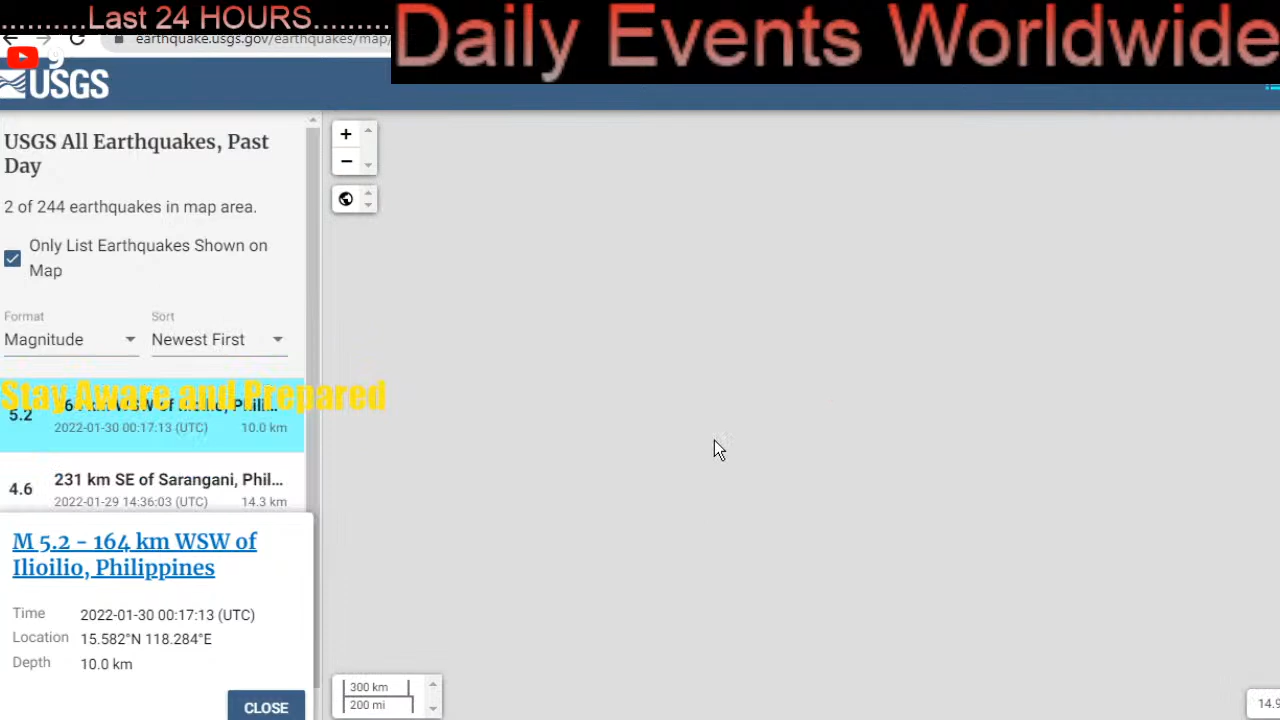 .........Last 24 HOURS.........
Daily Events Worldwide
earthquake.usgs.gov/earthquakes/map/
9
USGS
USGS All Earthquakes, Past
Day
2 of 244 earthquakes in map area.
Only List Earthquakes Shown on
Map
Format
Sort
Magnitude
Newest First
Stay Aware and Prepared
5.2
2022-01-30 00:17:13 (UTC)
10.0 km
4.6
231 km SE of Sarangani, Phil...
2022-01-29 14:36:03 (UTC)
14.3 km
M 5.2 - 164 km WSW of
Ilioilio, Philippines
Time 2022-01-30 00:17:13 (UTC)
Location 15.582°N 118.284°E
Depth 10.0 km
CLOSE
+
−
300 km
200 mi
14.9